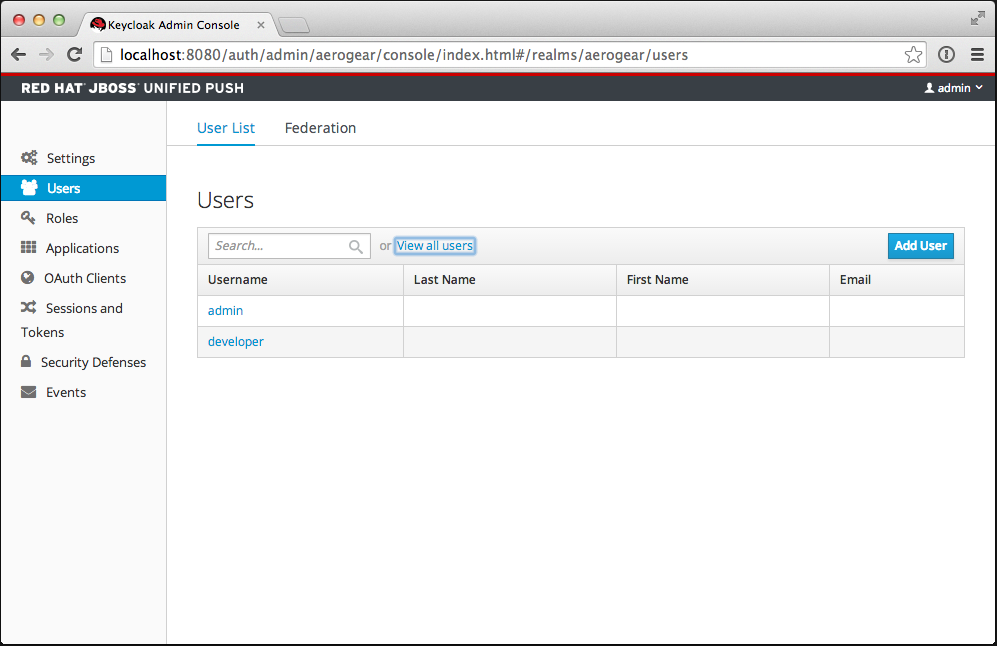 Keycloak Admin Console
localhost:8080/auth/admin/aerogear/console/index.html#/realms/aerogear/users
RED HAT JBOSS UNIFIED PUSH
admin
User List
Federation
Settings
Users
Roles
Applications
OAuth Clients
Sessions and
Tokens
Security Defenses
Events
Users
Search... or View all users Add User
Username Last Name First Name Email
admin
developer